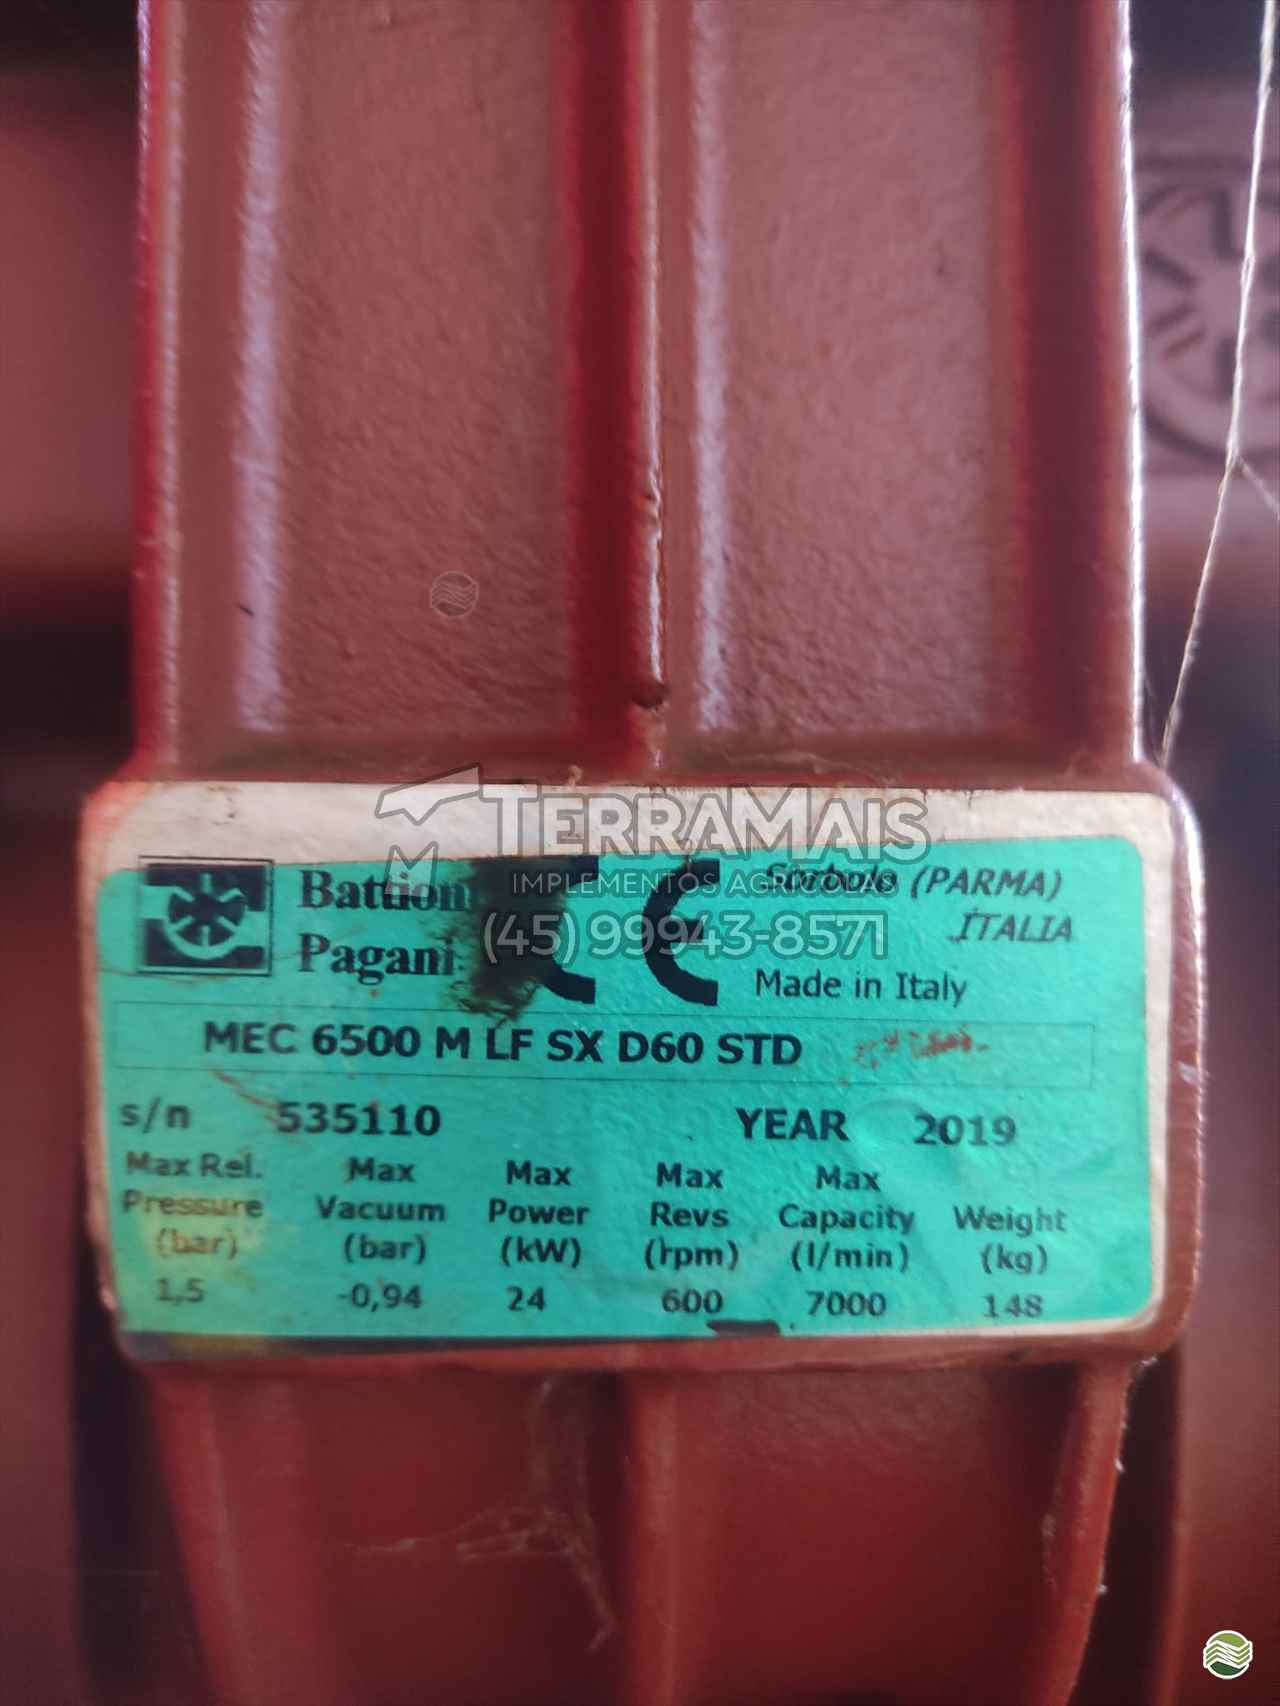 TERRAMAIS
IMPLEMENTOS AGRÍCOLAS
(45) 99943-8571
Battioni
Pagani
CE
Sorbolo (PARMA)
ITALIA
Made in Italy
MEC 6500 M LF SX D60 STD
s/n 535110 YEAR 2019
Max Rel. Max Max Max Max
Pressure Vacuum Power Revs Capacity Weight
(bar) (bar) (kW) (rpm) (l/min) (kg)
1,5 -0,94 24 600 7000 148